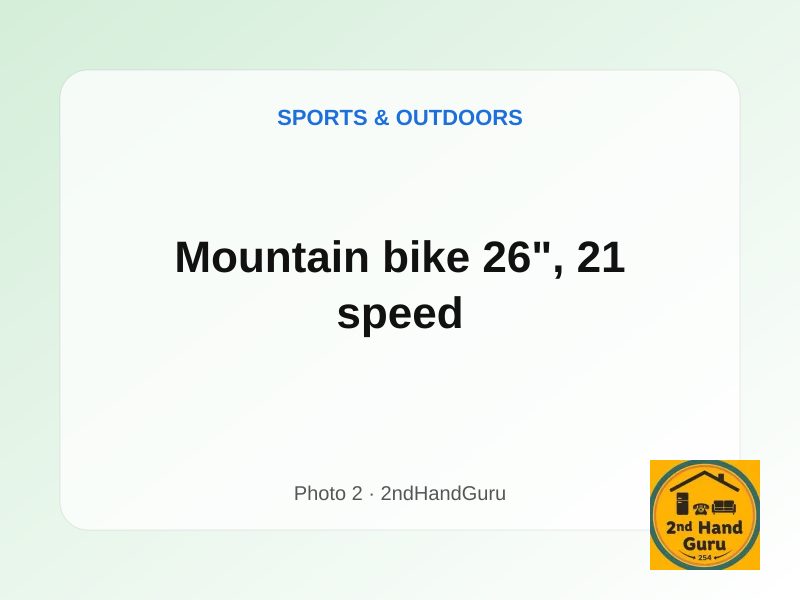 SPORTS & OUTDOORS
Mountain bike 26", 21
speed
Photo 2 · 2ndHandGuru
2nd Hand
Guru
254